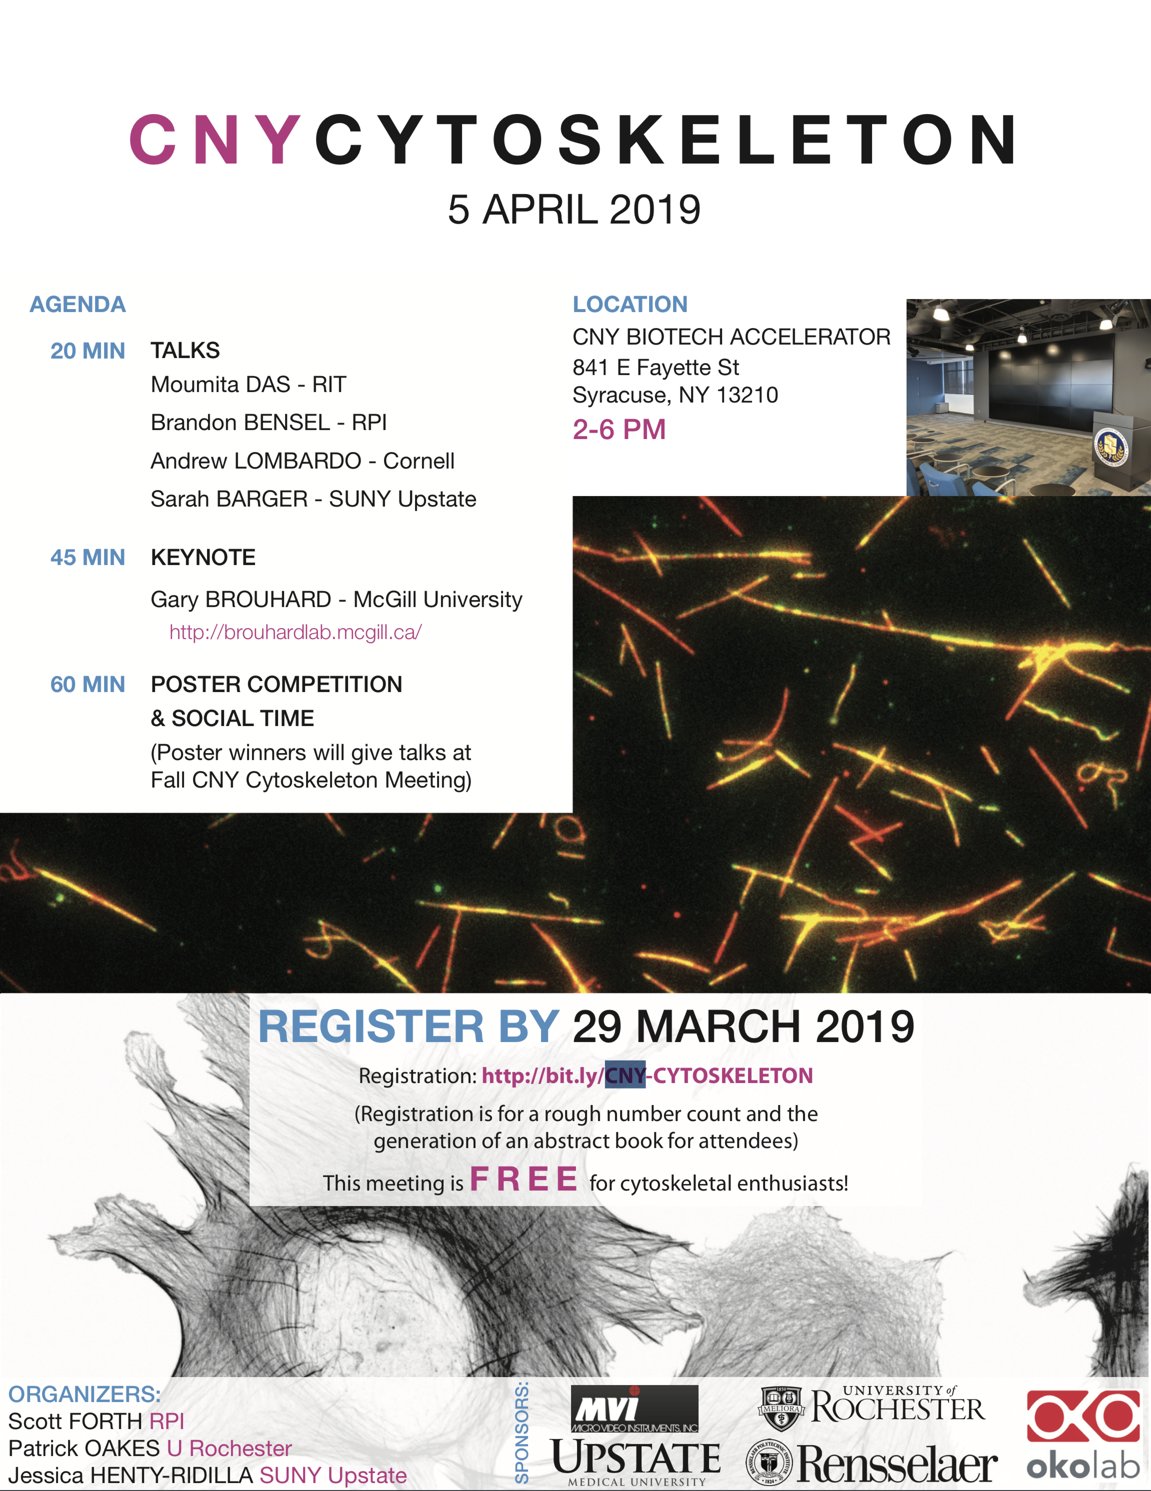 CNYCYTOSKELETON
5 APRIL 2019
AGENDA
20 MIN TALKS
Moumita DAS - RIT
Brandon BENSEL - RPI
Andrew LOMBARDO - Cornell
Sarah BARGER - SUNY Upstate
45 MIN KEYNOTE
Gary BROUHARD - McGill University
http://brouhardlab.mcgill.ca/
60 MIN POSTER COMPETITION
& SOCIAL TIME
(Poster winners will give talks at
Fall CNY Cytoskeleton Meeting)
LOCATION
CNY BIOTECH ACCELERATOR
841 E Fayette St
Syracuse, NY 13210
2-6 PM
REGISTER BY 29 MARCH 2019
Registration: http://bit.ly/CNY-CYTOSKELETON
(Registration is for a rough number count and the
generation of an abstract book for attendees)
This meeting is FREE for cytoskeletal enthusiasts!
ORGANIZERS:
Scott FORTH RPI
Patrick OAKES U Rochester
Jessica HENTY-RIDILLA SUNY Upstate
SPONSORS:
MVi
MICRO VIDEO INSTRUMENTS, INC
UPSTATE
MEDICAL UNIVERSITY
MELIORA
UNIVERSITY of
ROCHESTER
Rensselaer
okolab